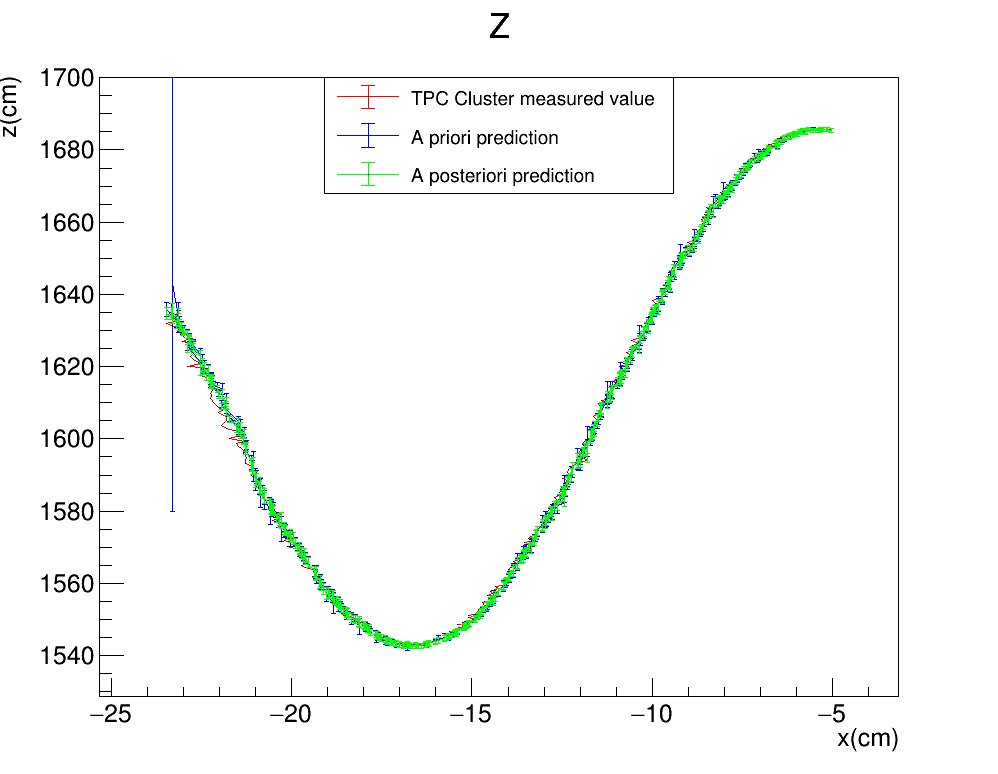 Z
z(cm)
1700
1680
1660
1640
1620
1600
1580
1560
1540
TPC Cluster measured value
A priori prediction
A posteriori prediction
−25 −20 −15 −10 −5
x(cm)